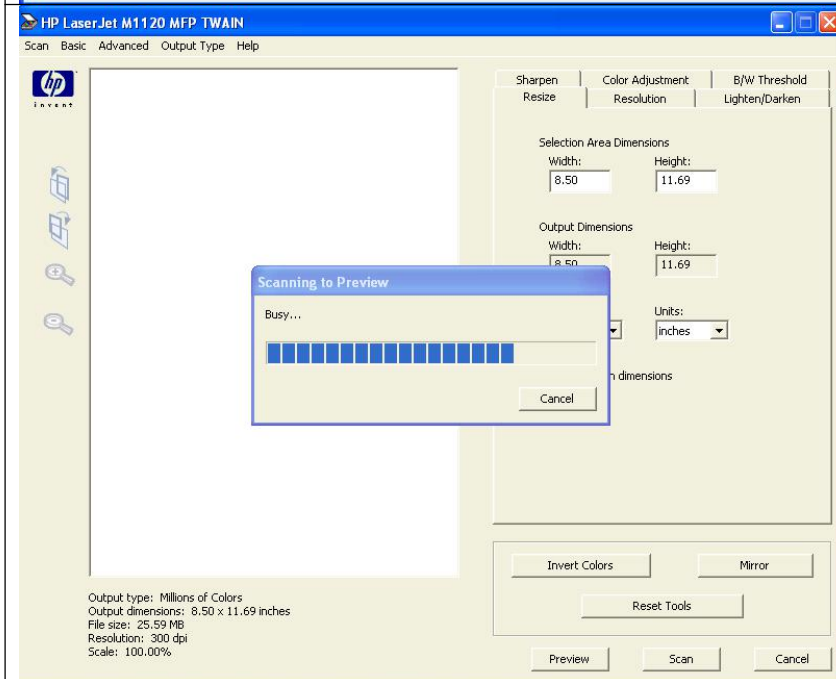 HP LaserJet M1120 MFP TWAIN
Scan Basic Advanced Output Type Help
hp
invent
Sharpen Color Adjustment B/W Threshold
Resize Resolution Lighten/Darken
Selection Area Dimensions
Width: Height:
8.50 11.69
Output Dimensions
Width: Height:
8.50 11.69
Scanning to Preview
Busy...
Units:
inches
n dimensions
Cancel
Invert Colors Mirror
Reset Tools
Output type: Millions of Colors
Output dimensions: 8.50 x 11.69 inches
File size: 25.59 MB
Resolution: 300 dpi
Scale: 100.00%
Preview Scan Cancel